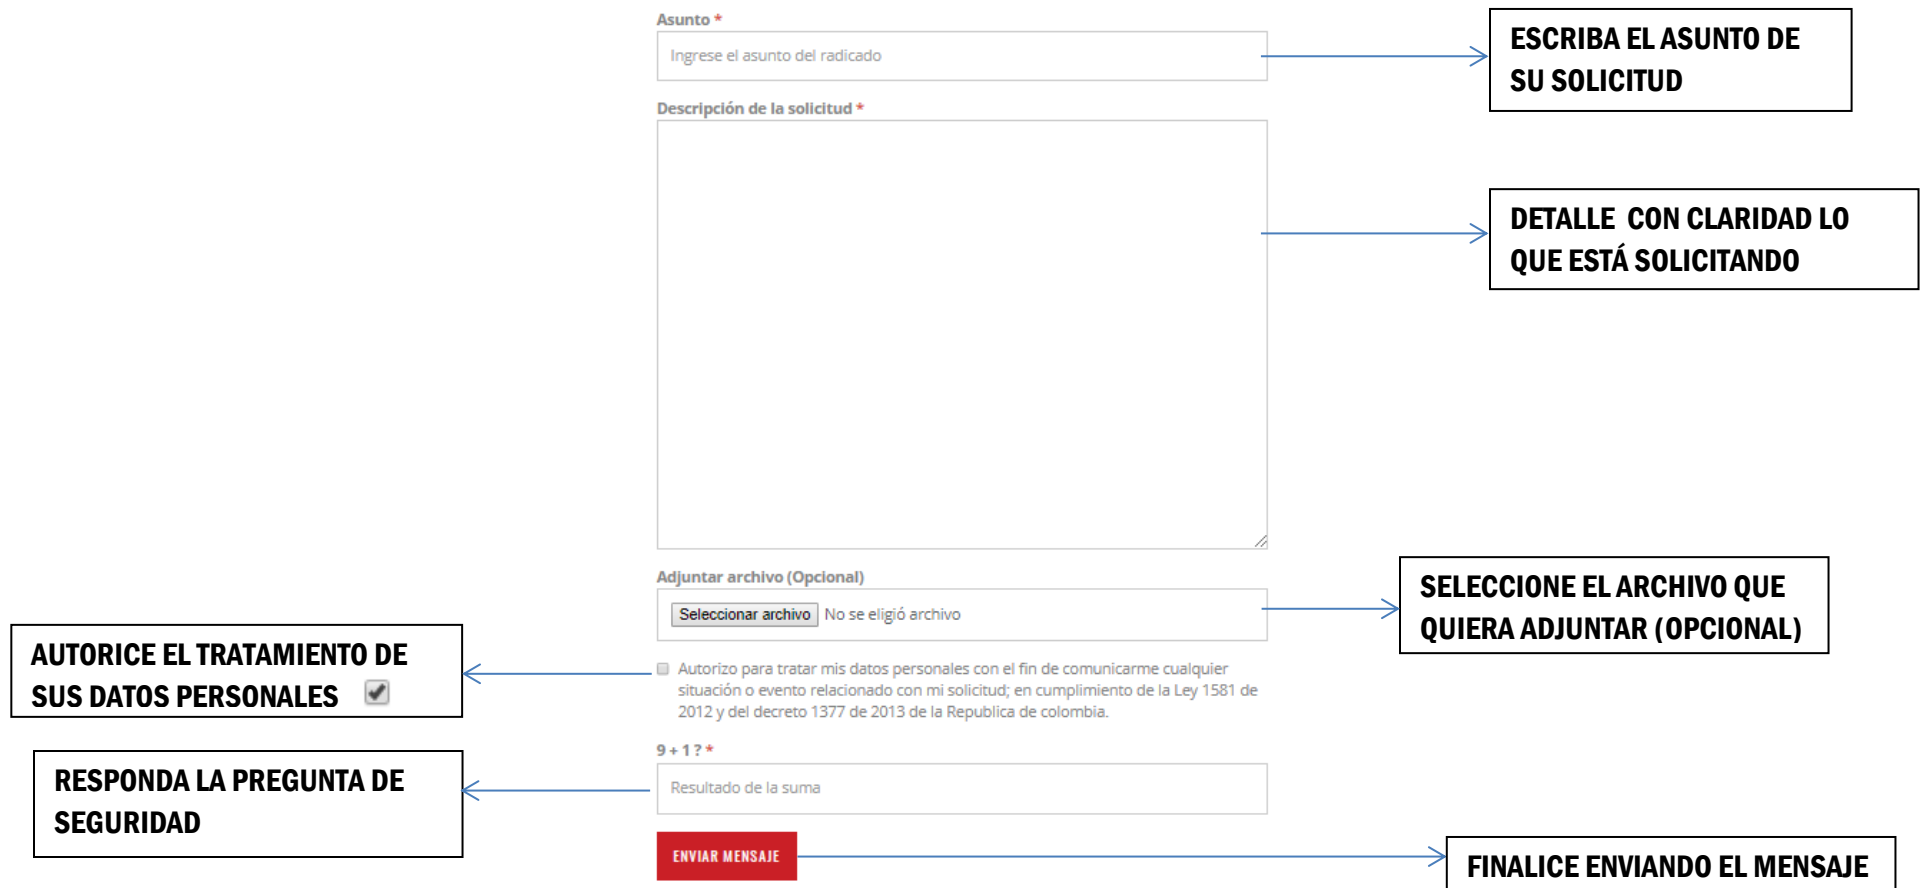 Asunto *
Ingrese el asunto del radicado
ESCRIBA EL ASUNTO DE
SU SOLICITUD
Descripción de la solicitud *
DETALLE  CON CLARIDAD LO
QUE ESTÁ SOLICITANDO
Adjuntar archivo (Opcional)
Seleccionar archivo No se eligió archivo
SELECCIONE EL ARCHIVO QUE
QUIERA ADJUNTAR (OPCIONAL)
AUTORICE EL TRATAMIENTO DE
SUS DATOS PERSONALES
Autorizo para tratar mis datos personales con el fin de comunicarme cualquier
situación o evento relacionado con mi solicitud; en cumplimiento de la Ley 1581 de
2012 y del decreto 1377 de 2013 de la Republica de colombia.
9 + 1 ? *
Resultado de la suma
RESPONDA LA PREGUNTA DE
SEGURIDAD
ENVIAR MENSAJE
FINALICE ENVIANDO EL MENSAJE